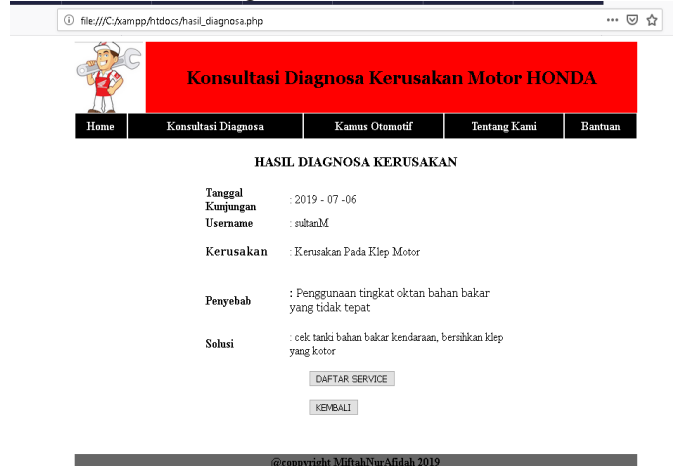 file:///C:/xampp/htdocs/hasil_diagnosa.php
Konsultasi Diagnosa Kerusakan Motor HONDA
Home Konsultasi Diagnosa Kamus Otomotif Tentang Kami Bantuan
HASIL DIAGNOSA KERUSAKAN
Tanggal
Kunjungan : 2019 - 07 -06
Username : sultanM
Kerusakan : Kerusakan Pada Klep Motor
Penyebab : Penggunaan tingkat oktan bahan bakar
yang tidak tepat
Solusi : cek tanki bahan bakar kendaraan, bersihkan klep
yang kotor
DAFTAR SERVICE
KEMBALI
@coppyright MiftahNurAfidah 2019